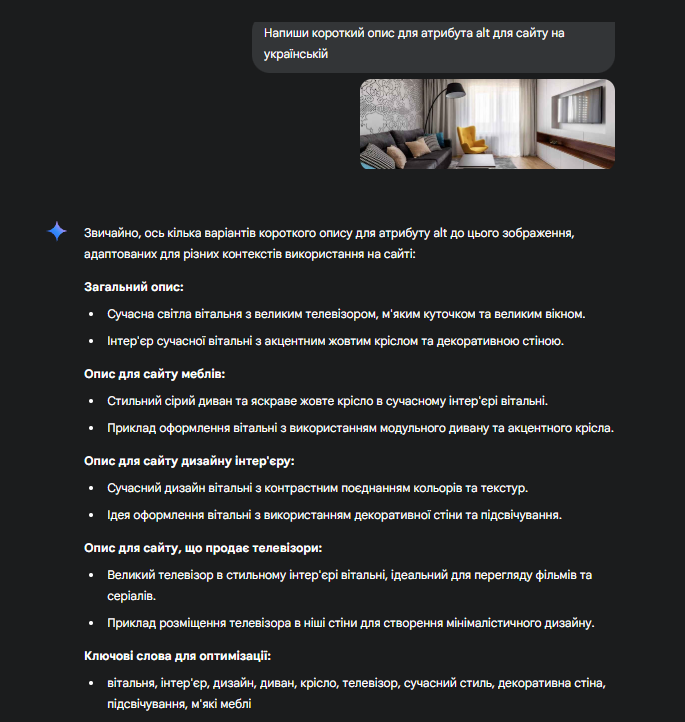 Напиши короткий опис для атрибута alt для сайту на
українській
Звичайно, ось кілька варіантів короткого опису для атрибуту alt до цього зображення,
адаптованих для різних контекстів використання на сайті:
Загальний опис:
• Сучасна світла вітальня з великим телевізором, м'яким куточком та великим вікном.
• Інтер'єр сучасної вітальні з акцентним жовтим кріслом та декоративною стіною.
Опис для сайту меблів:
• Стильний сірий диван та яскраве жовте крісло в сучасному інтер'єрі вітальні.
• Приклад оформлення вітальні з використанням модульного дивану та акцентного крісла.
Опис для сайту дизайну інтер'єру:
• Сучасний дизайн вітальні з контрастним поєднанням кольорів та текстур.
• Ідея оформлення вітальні з використанням декоративної стіни та підсвічування.
Опис для сайту, що продає телевізори:
• Великий телевізор в стильному інтер'єрі вітальні, ідеальний для перегляду фільмів та
серіалів.
• Приклад розміщення телевізора в ніші стіни для створення мінімалістичного дизайну.
Ключові слова для оптимізації:
• вітальня, інтер'єр, дизайн, диван, крісло, телевізор, сучасний стиль, декоративна стіна,
підсвічування, м'які меблі